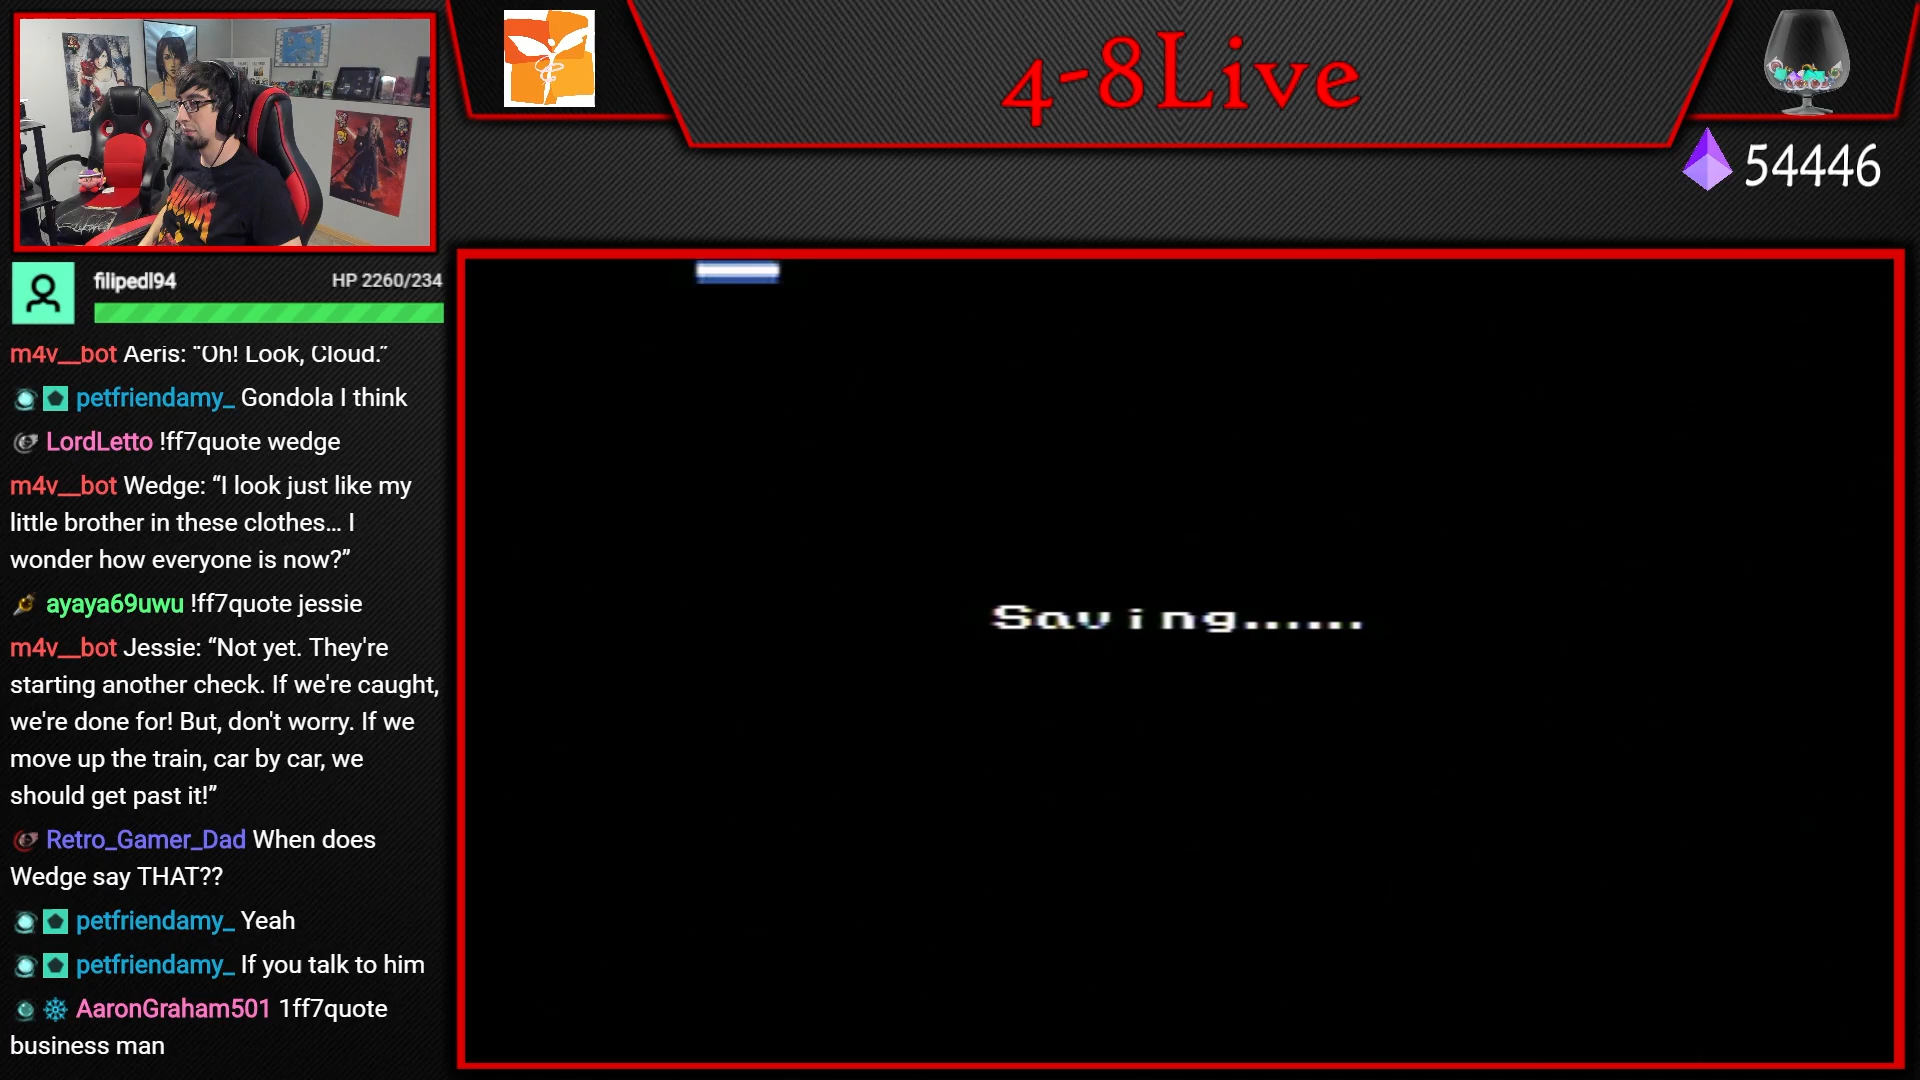 4-8Live
54446
filipedl94 HP 2260/234
m4v__bot Aeris: “Oh! Look, Cloud.”
petfriendamy_ Gondola I think
LordLetto !ff7quote wedge
m4v__bot Wedge: “I look just like my
little brother in these clothes… I
wonder how everyone is now?”
ayaya69uwu !ff7quote jessie
m4v__bot Jessie: “Not yet. They're
starting another check. If we're caught,
we're done for! But, don't worry. If we
move up the train, car by car, we
should get past it!”
Retro_Gamer_Dad When does
Wedge say THAT??
petfriendamy_ Yeah
petfriendamy_ If you talk to him
AaronGraham501 1ff7quote
business man
Saving......